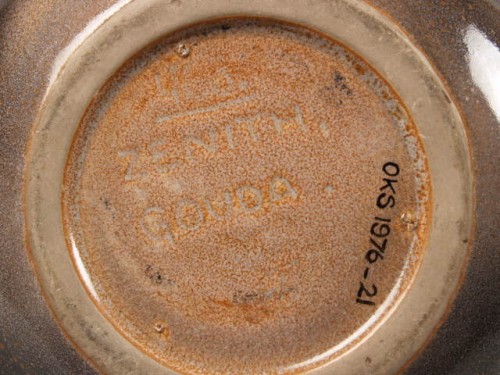 ZENITH,
GOUDA.
OKS 1976-21